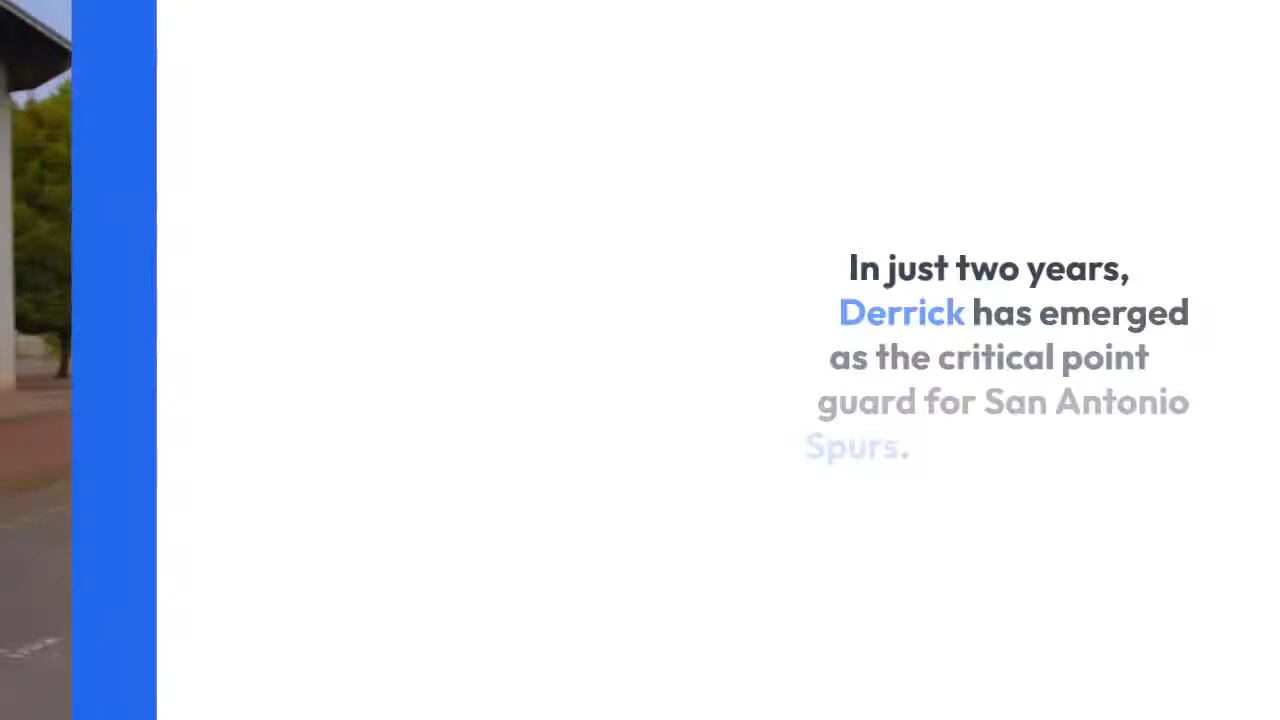 In just two years,
Derrick has emerged
as the critical point
guard for San Antonio
Spurs.